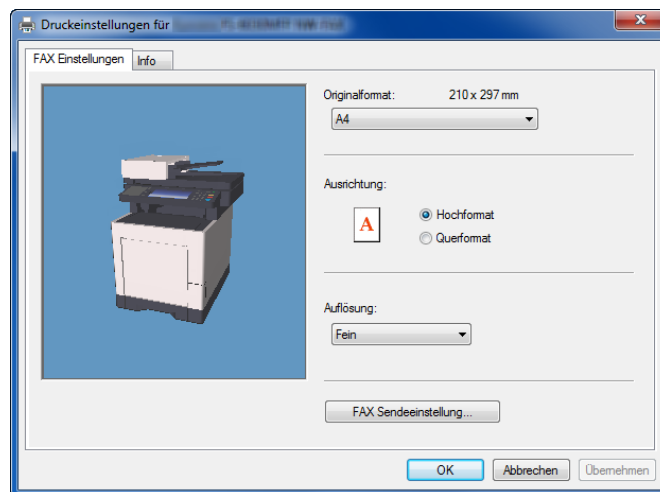 Druckeinstellungen für
FAX Einstellungen
Info
Originalformat: 210 x 297 mm
A4
Ausrichtung:
A
Hochformat
Querformat
Auflösung:
Fein
FAX Sendeeinstellung...
OK
Abbrechen
Übernehmen